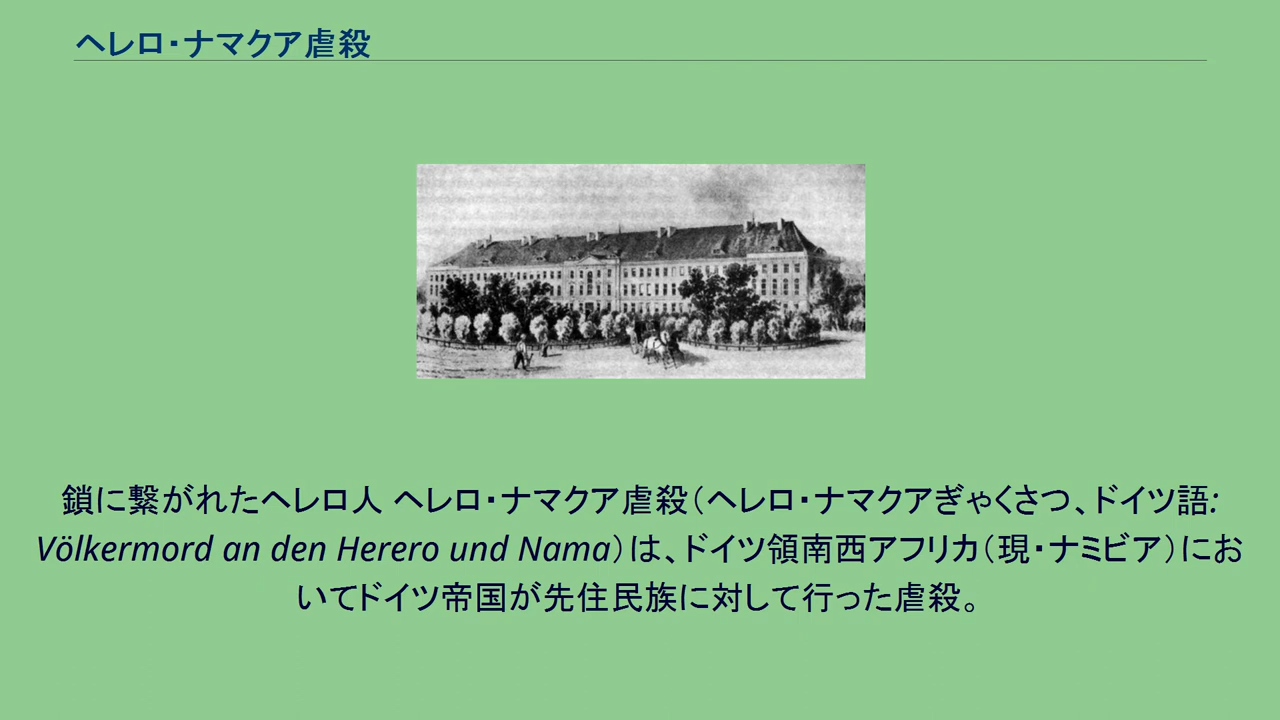 ヘレロ・ナマクア虐殺
鎖に繋がれたヘレロ人 ヘレロ・ナマクア虐殺（ヘレロ・ナマクアぎゃくさつ、ドイツ語:
Völkermord an den Herero und Nama）は、ドイツ領南西アフリカ（現・ナミビア）にお
いてドイツ帝国が先住民族に対して行った虐殺。